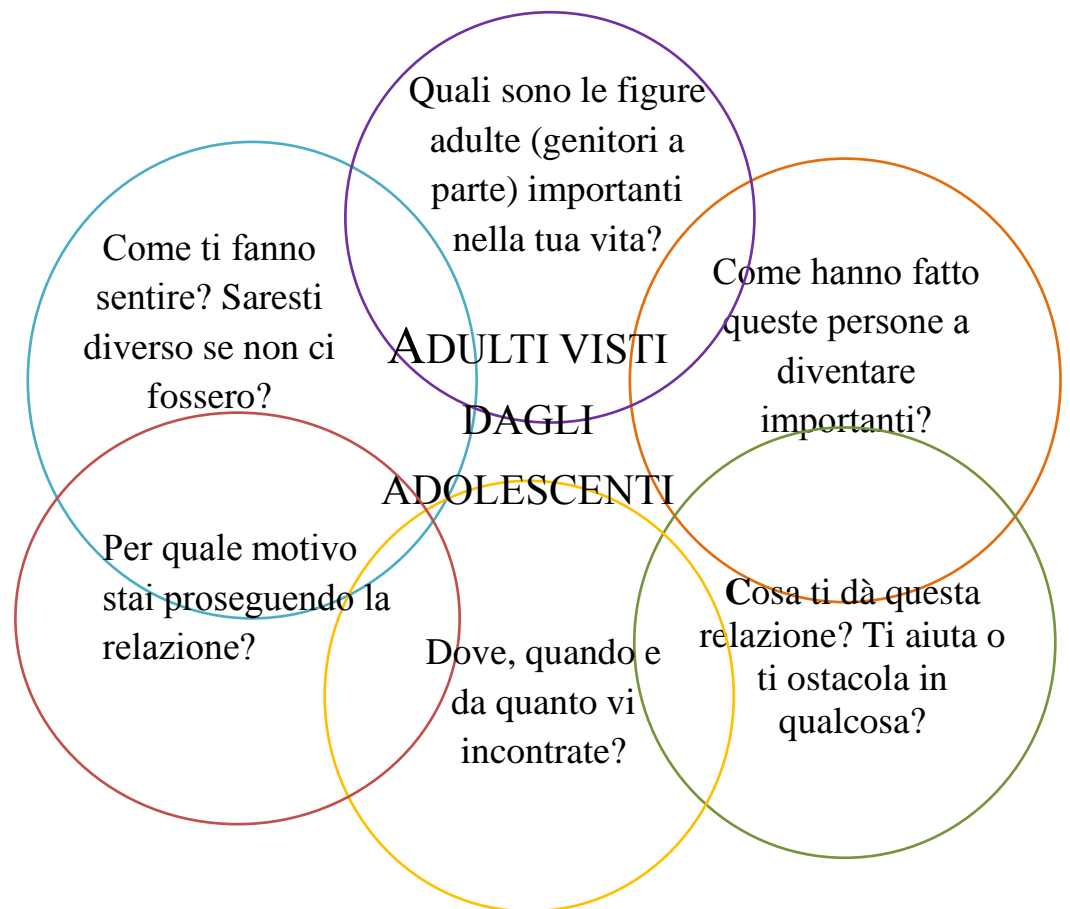 Quali sono le figure
adulte (genitori a
parte) importanti
nella tua vita?
Come ti fanno
sentire? Saresti
diverso se non ci
fossero?
Come hanno fatto
queste persone a
diventare
importanti?
ADULTI VISTI
DAGLI
ADOLESCENTI
Per quale motivo
stai proseguendo la
relazione?
Dove, quando e
da quanto vi
incontrate?
Cosa ti dà questa
relazione? Ti aiuta o
ti ostacola in
qualcosa?